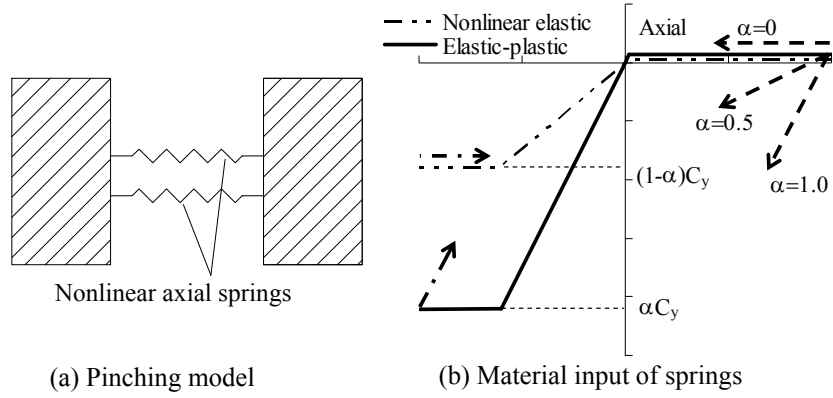 Nonlinear axial springs
(a) Pinching model
Nonlinear elastic
Elastic-plastic
Axial
α=0
α=0.5
α=1.0
(1-α)Cy
αCy
(b) Material input of springs